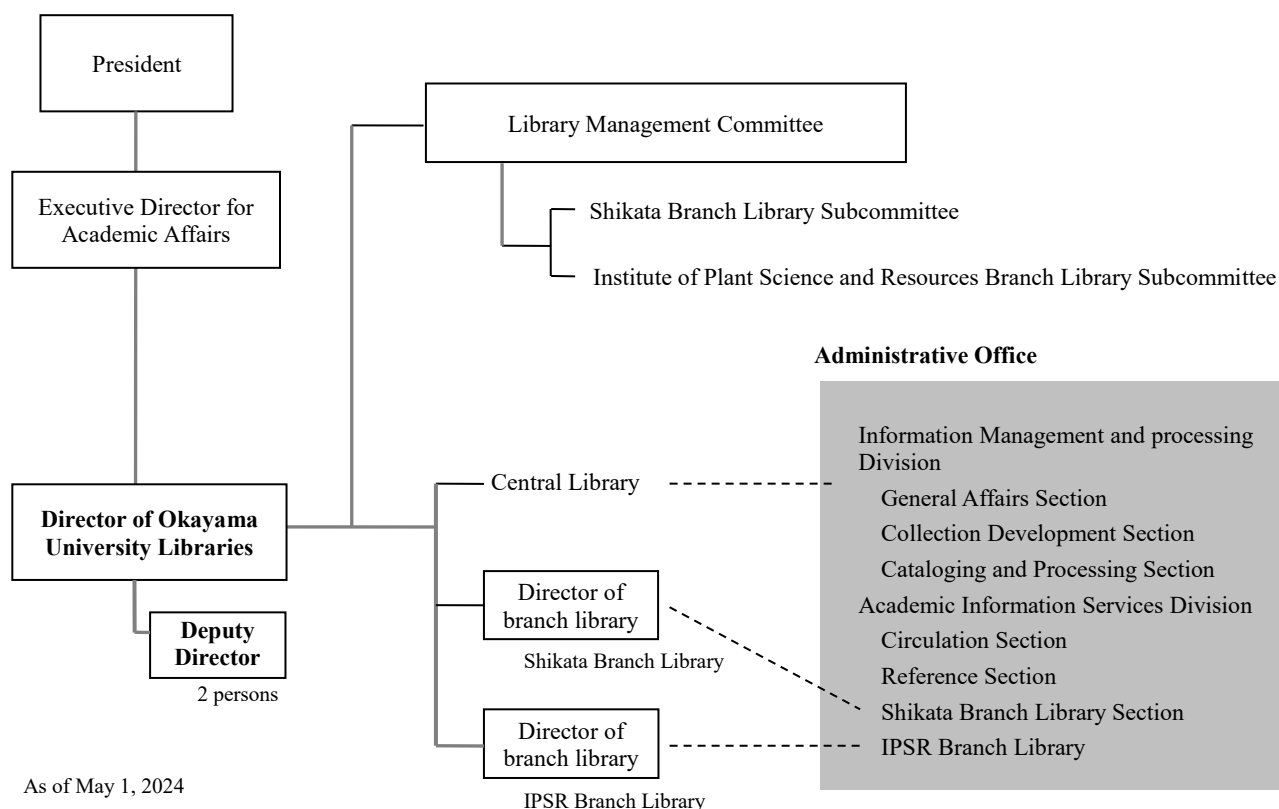 President
Executive Director for
Academic Affairs
Director of Okayama
University Libraries
Deputy
Director
2 persons
As of May 1, 2024
Library Management Committee
Shikata Branch Library Subcommittee
Institute of Plant Science and Resources Branch Library Subcommittee
Central Library
Director of
branch library
Shikata Branch Library
Director of
branch library
IPSR Branch Library
Administrative Office
Information Management and processing
Division
General Affairs Section
Collection Development Section
Cataloging and Processing Section
Academic Information Services Division
Circulation Section
Reference Section
Shikata Branch Library Section
IPSR Branch Library